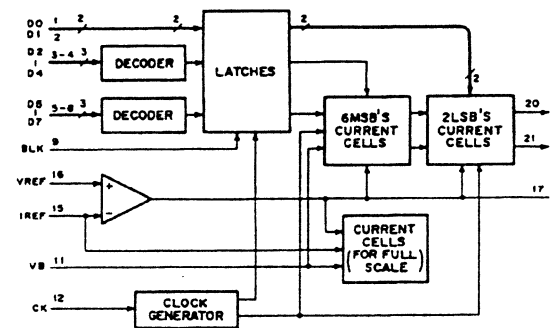 D0 1 2 2 2
D1 2
D2 3-4 3 DECODER LATCHES
D4
2
D5 5-8 3 DECODER 6MSB'S CURRENT CELLS 2LSB'S CURRENT CELLS 20
D7
21
BLK 9
VREF 16 +
17
IREF 15 −
CURRENT CELLS (FOR FULL SCALE)
VB 11
CK 12 CLOCK GENERATOR